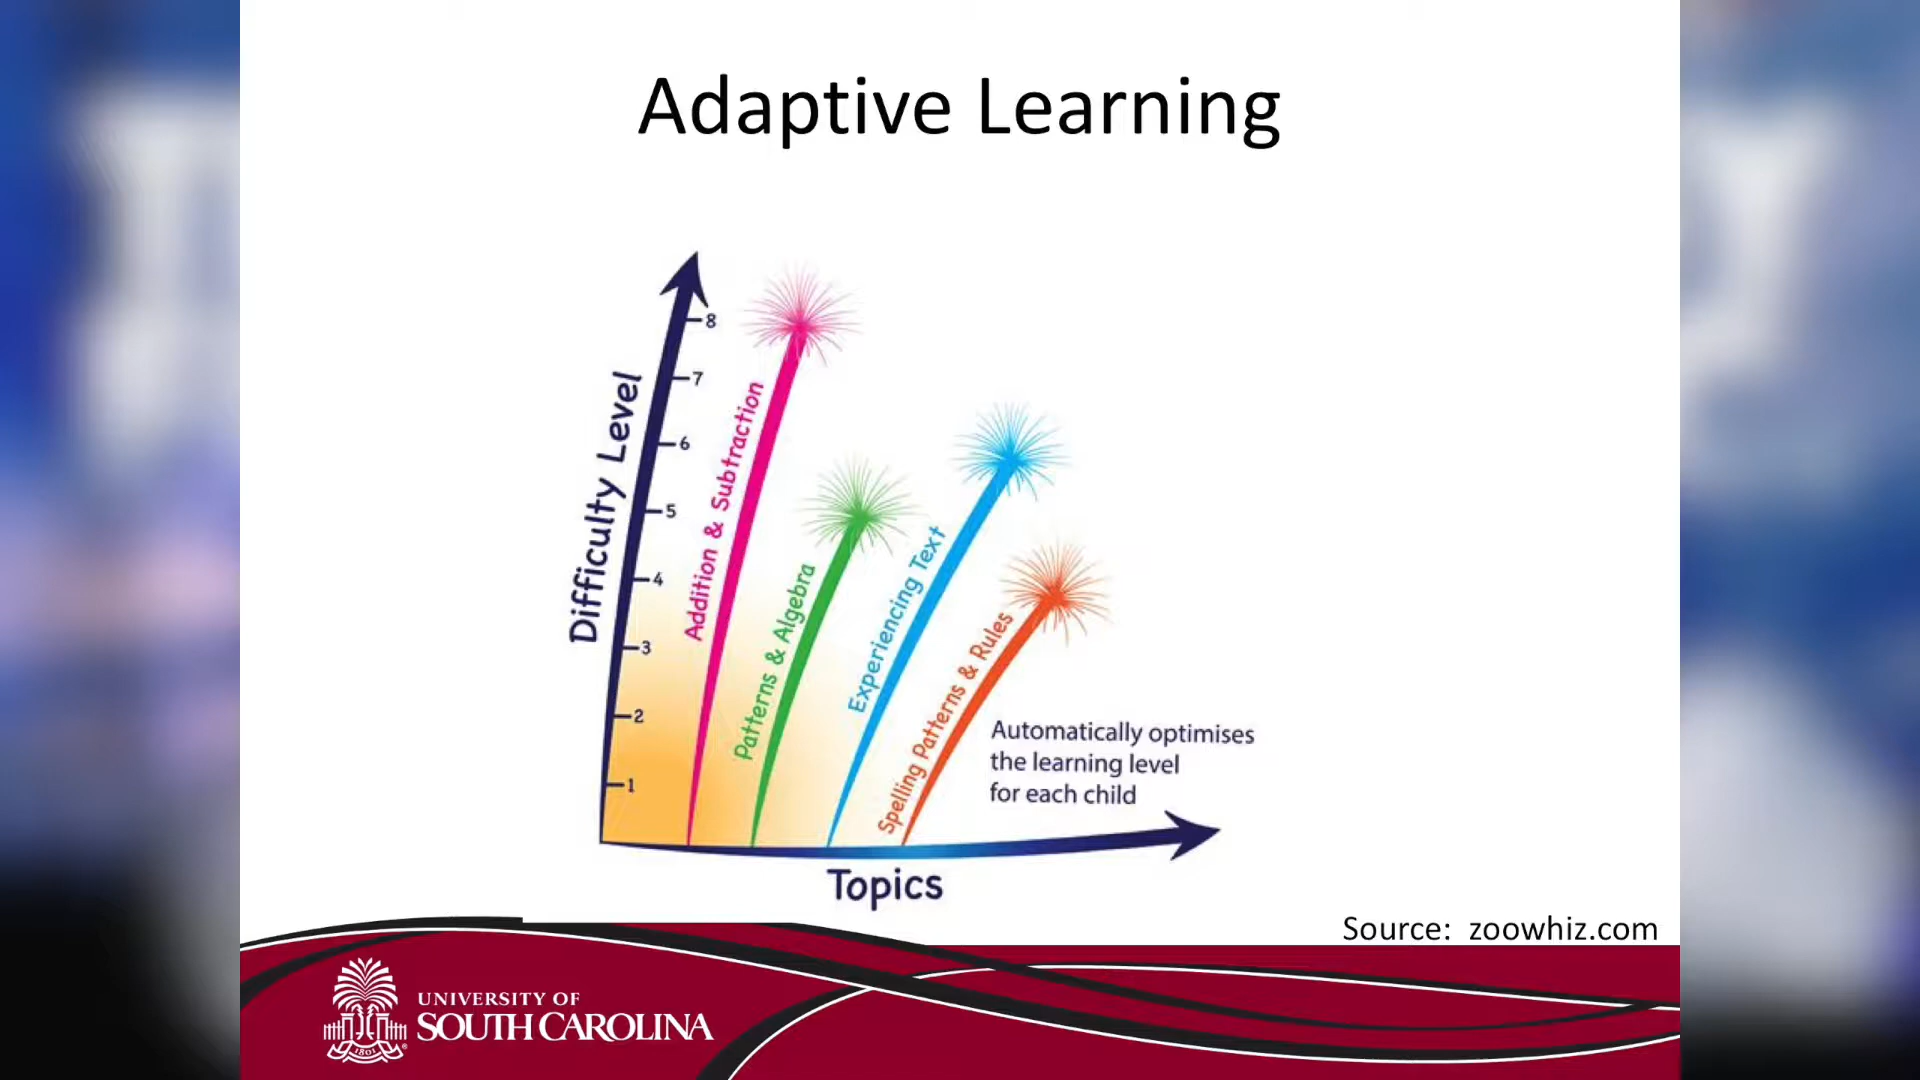 Adaptive Learning
Difficulty Level
8
7
6
5
4
3
2
1
Addition & Subtraction
Patterns & Algebra
Experiencing Text
Spelling Patterns & Rules
Automatically optimises
the learning level
for each child
Topics
Source: zoowhiz.com
UNIVERSITY OF
SOUTH CAROLINA
1801